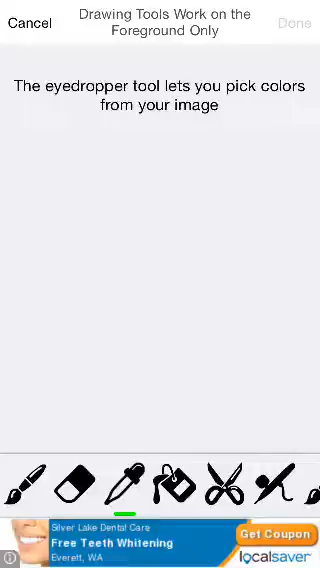 Drawing Tools Work on the
Cancel
Foreground Only
Done
The eyedropper tool lets you pick colors
from your image
Silver Lake Dental Care
Free Teeth Whitening
Everett, WA
Get Coupon
localsaver